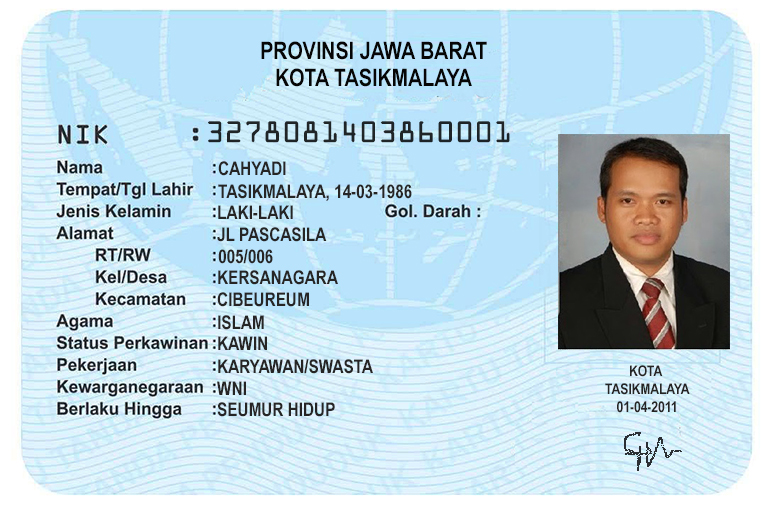 PROVINSI JAWA BARAT
KOTA TASIKMALAYA
NIK :3278081403860001
Nama :CAHYADI
Tempat/Tgl Lahir :TASIKMALAYA, 14-03-1986
Jenis Kelamin :LAKI-LAKI Gol. Darah :
Alamat :JL PASCASILA
RT/RW :005/006
Kel/Desa :KERSANAGARA
Kecamatan :CIBEUREUM
Agama :ISLAM
Status Perkawinan :KAWIN
Pekerjaan :KARYAWAN/SWASTA
Kewarganegaraan :WNI
Berlaku Hingga :SEUMUR HIDUP
KOTA
TASIKMALAYA
01-04-2011